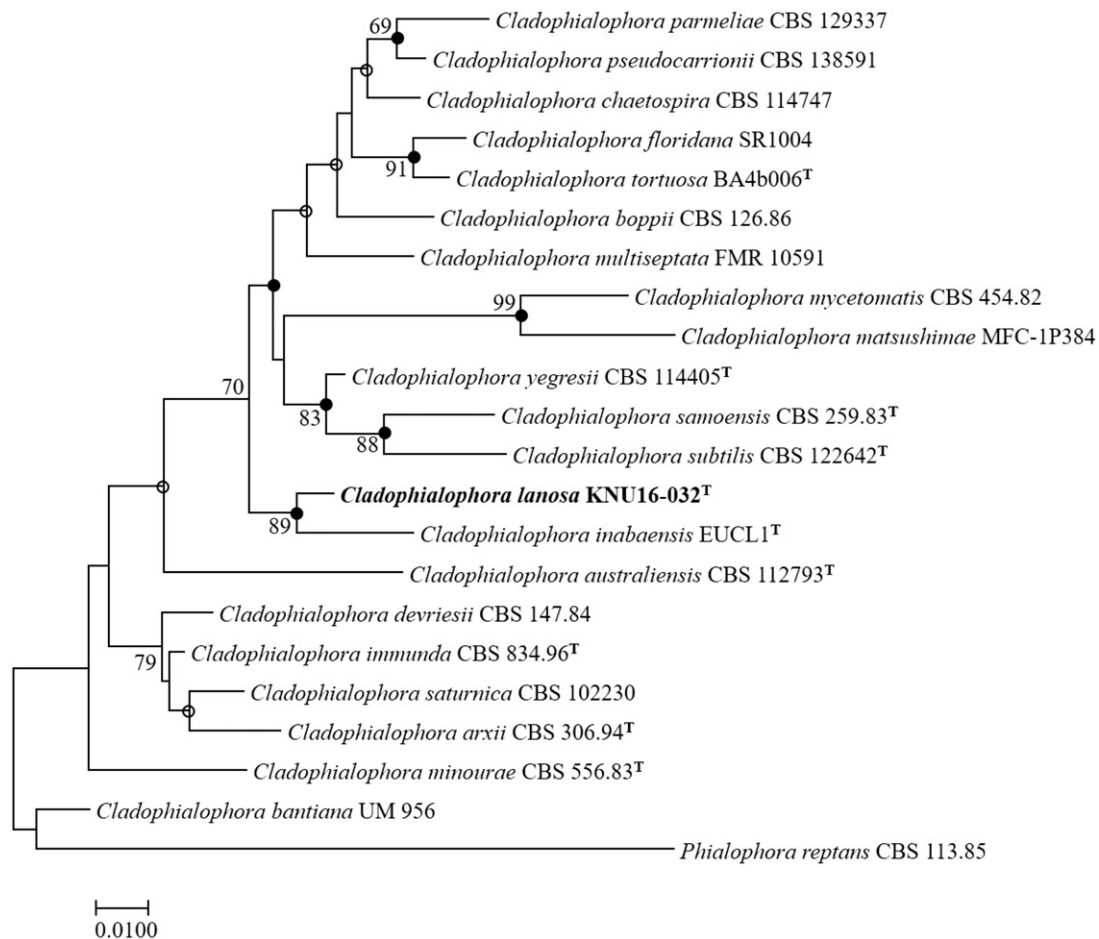 69
Cladophialophora parmeliae CBS 129337
Cladophialophora pseudocarrionii CBS 138591
Cladophialophora chaetospira CBS 114747
Cladophialophora floridana SR1004
91
Cladophialophora tortuosa BA4b006T
Cladophialophora boppii CBS 126.86
Cladophialophora multiseptata FMR 10591
99
Cladophialophora mycetomatis CBS 454.82
Cladophialophora matsushimae MFC-1P384
70
Cladophialophora yegresii CBS 114405T
83
Cladophialophora samoensis CBS 259.83T
88
Cladophialophora subtilis CBS 122642T
Cladophialophora lanosa KNU16-032T
89
Cladophialophora inabaensis EUCL1T
Cladophialophora australiensis CBS 112793T
Cladophialophora devriesii CBS 147.84
79
Cladophialophora immunda CBS 834.96T
Cladophialophora saturnica CBS 102230
Cladophialophora arxii CBS 306.94T
Cladophialophora minourae CBS 556.83T
Cladophialophora bantiana UM 956
Phialophora reptans CBS 113.85
0.0100